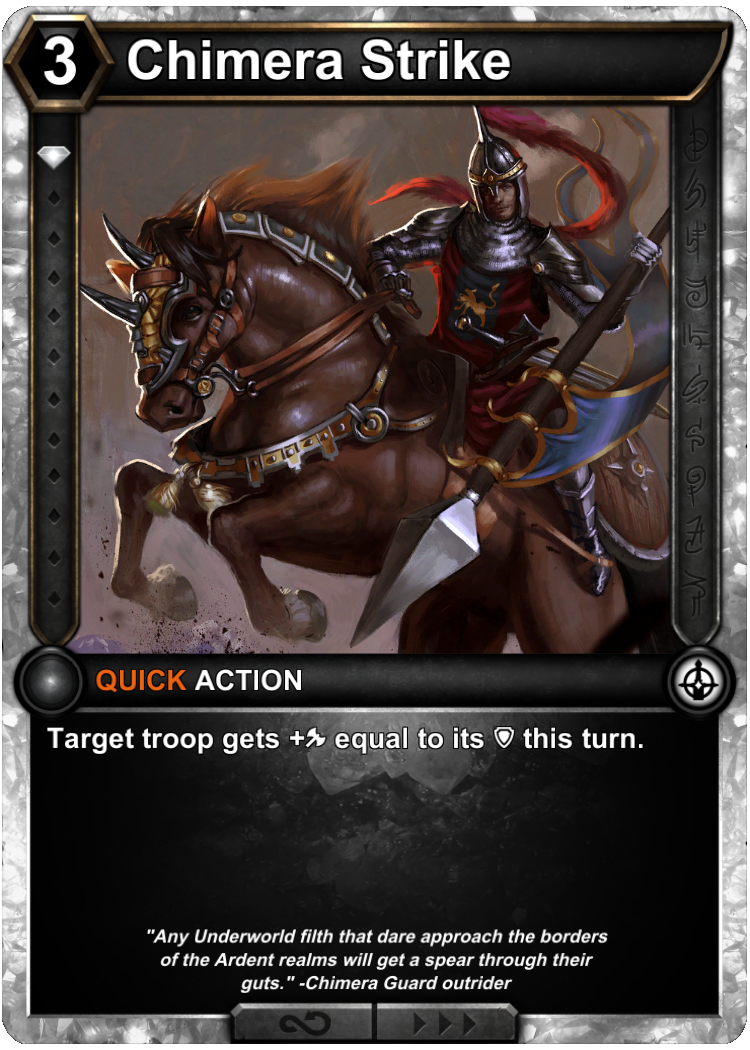 3
Chimera Strike
QUICK ACTION
Target troop gets + equal to its this turn.
"Any Underworld filth that dare approach the borders
of the Ardent realms will get a spear through their
guts." -Chimera Guard outrider